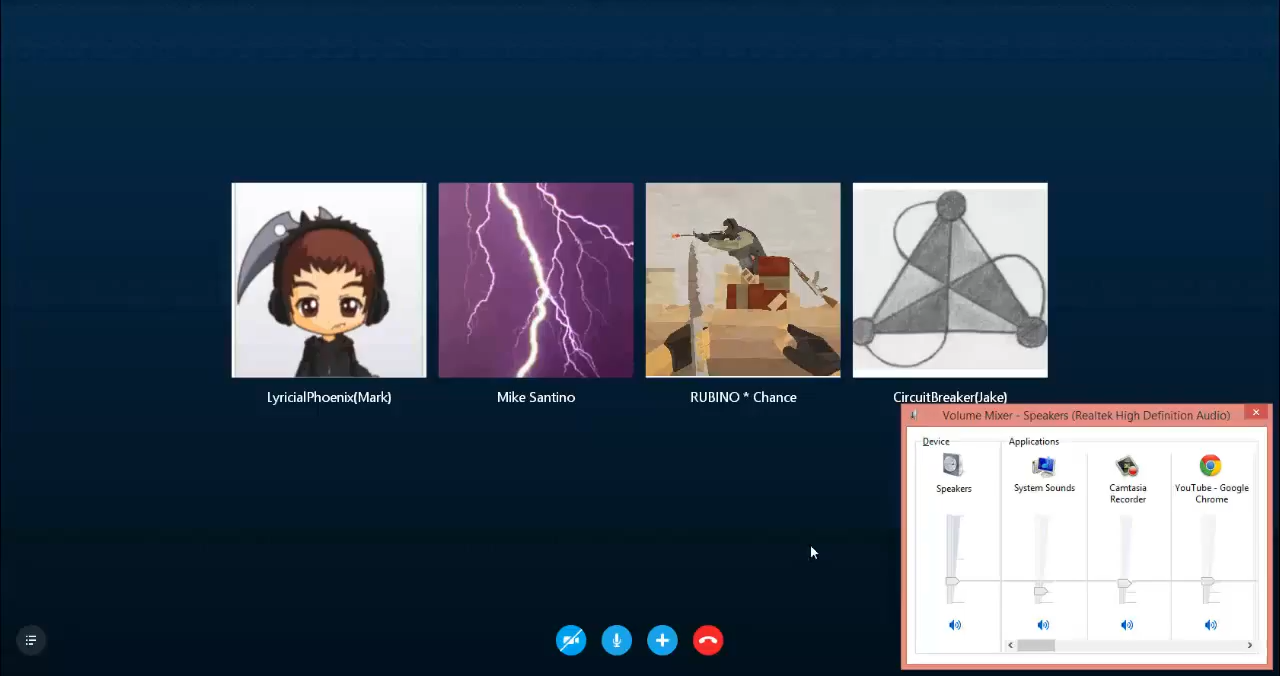 LyricialPhoenix(Mark)
Mike Santino
RUBINO * Chance
CircuitBreaker(Jake)
Volume Mixer - Speakers (Realtek High Definition Audio)
Device
Applications
Speakers
System Sounds
Camtasia
Recorder
YouTube - Google
Chrome